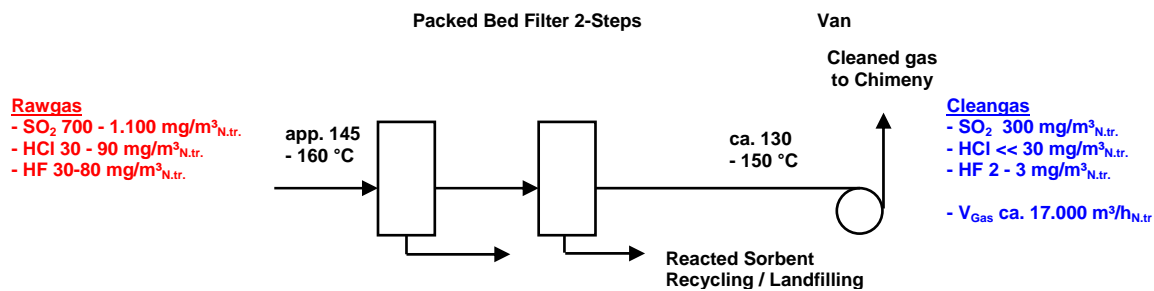 Packed Bed Filter 2-Steps
Van
Cleaned gas
to Chimeny
Rawgas
- SO₂ 700 - 1.100 mg/m³N.tr.
- HCl 30 - 90 mg/m³N.tr.
- HF 30-80 mg/m³N.tr.
app. 145
- 160 °C
ca. 130
- 150 °C
Cleangas
- SO₂ 300 mg/m³N.tr.
- HCl << 30 mg/m³N.tr.
- HF 2 - 3 mg/m³N.tr.
- VGas ca. 17.000 m³/hN.tr
Reacted Sorbent
Recycling / Landfilling